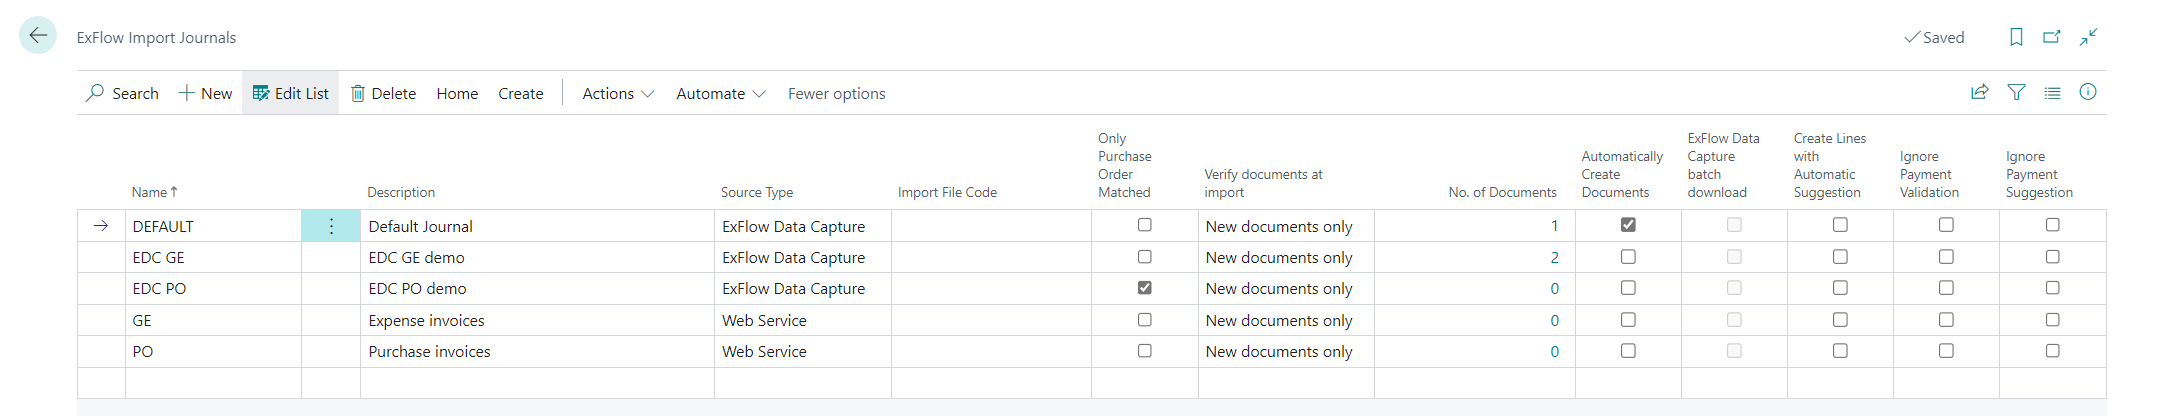 ExFlow Import Journals
Saved
Search New Edit List Delete Home Create Actions Automate Fewer options
Name↑ Description Source Type Import File Code Only Purchase Order Matched Verify documents at import No. of Documents Automatically Create Documents ExFlow Data Capture batch download Create Lines with Automatic Suggestion Ignore Payment Validation Ignore Payment Suggestion
DEFAULT Default Journal ExFlow Data Capture New documents only 1
EDC GE EDC GE demo ExFlow Data Capture New documents only 2
EDC PO EDC PO demo ExFlow Data Capture New documents only 0
GE Expense invoices Web Service New documents only 0
PO Purchase invoices Web Service New documents only 0